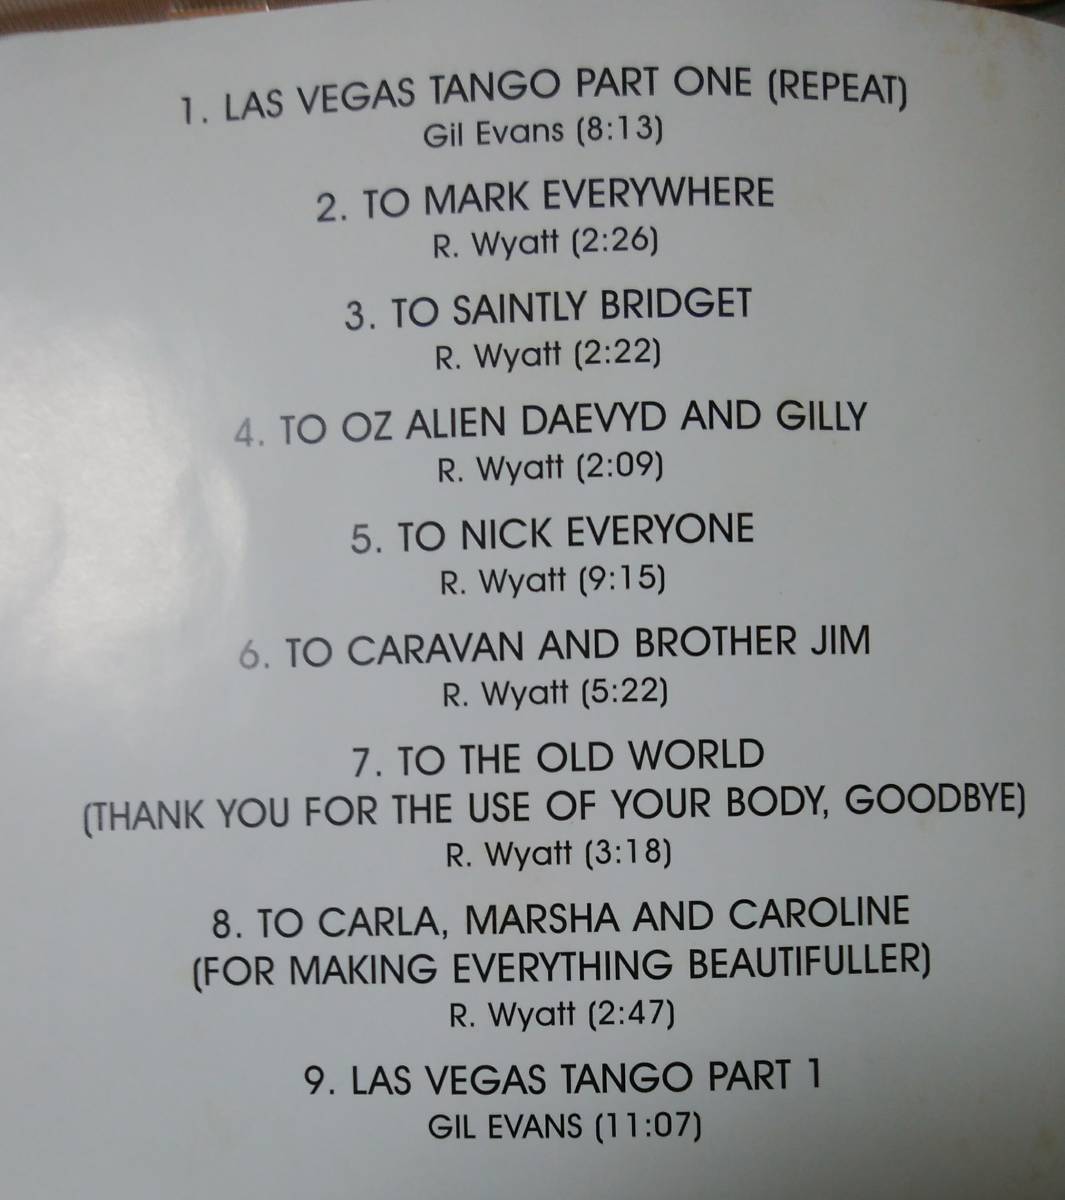 1. LAS VEGAS TANGO PART ONE (REPEAT)
Gil Evans (8:13)
2. TO MARK EVERYWHERE
R. Wyatt (2:26)
3. TO SAINTLY BRIDGET
R. Wyatt (2:22)
4. TO OZ ALIEN DAEVYD AND GILLY
R. Wyatt (2:09)
5. TO NICK EVERYONE
R. Wyatt (9:15)
6. TO CARAVAN AND BROTHER JIM
R. Wyatt (5:22)
7. TO THE OLD WORLD
(THANK YOU FOR THE USE OF YOUR BODY, GOODBYE)
R. Wyatt (3:18)
8. TO CARLA, MARSHA AND CAROLINE
(FOR MAKING EVERYTHING BEAUTIFULLER)
R. Wyatt (2:47)
9. LAS VEGAS TANGO PART 1
GIL EVANS (11:07)